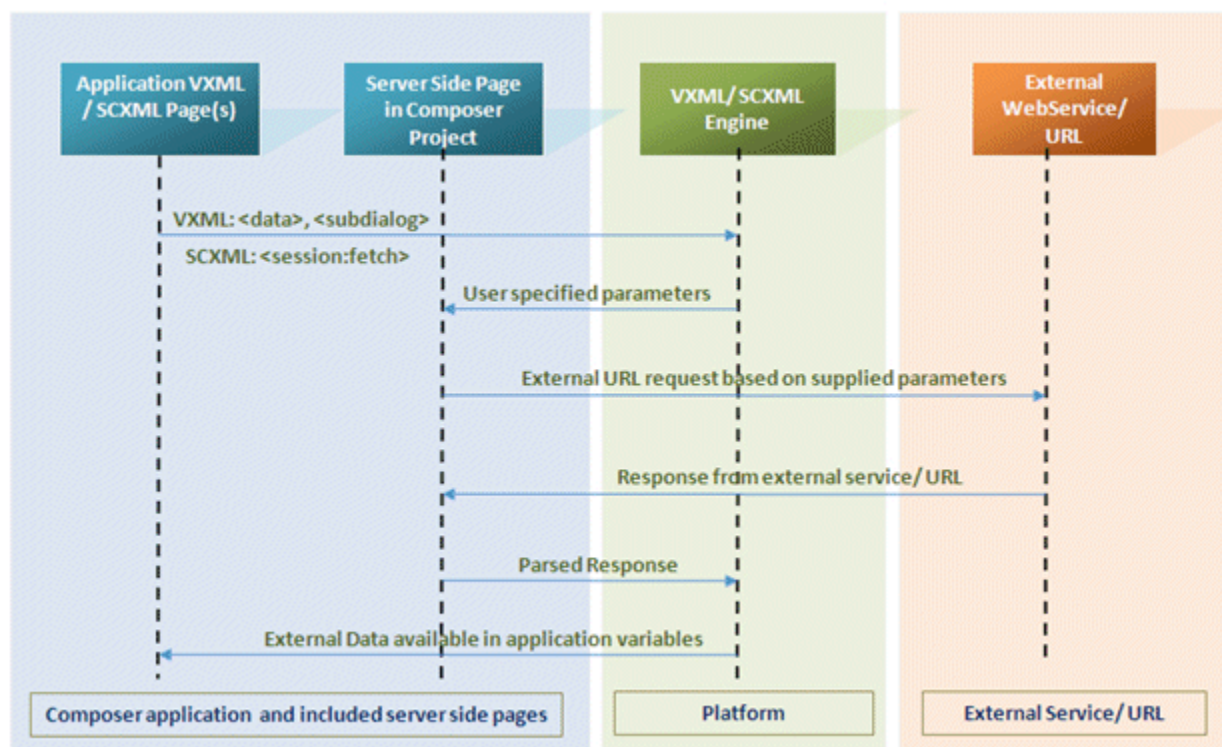 Application VXML
/ SCXML Page(s)
Server Side Page
in Composer
Project
VXML/ SCXML
Engine
External
WebService/
URL
VXML: <data>, <subdialog>
SCXML: <session:fetch>
User specified parameters
External URL request based on supplied parameters
Response from external service/ URL
Parsed Response
External Data available in application variables
Composer application and included server side pages
Platform
External Service/ URL